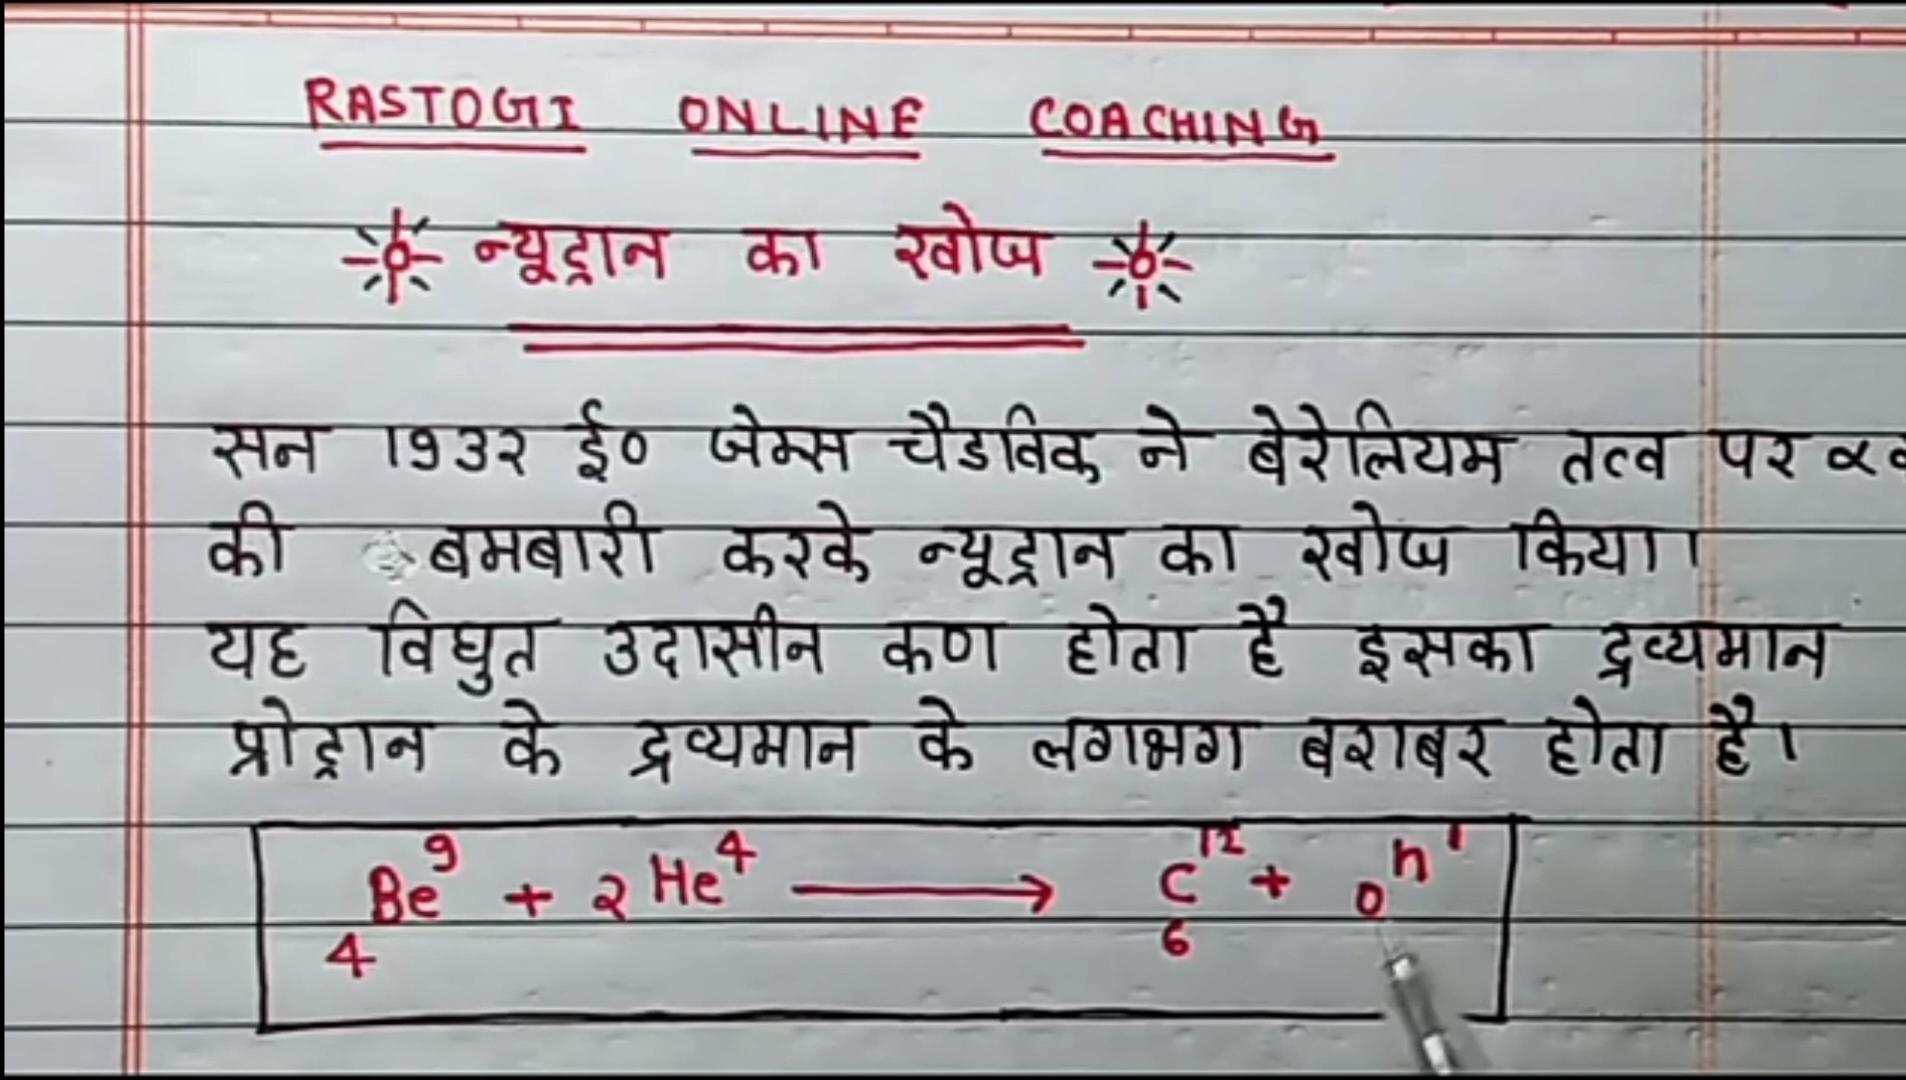 RASTOGI ONLINE COACHING
न्यूट्रान का खोज
सन 1932 ई० जेम्स चैडविक ने बेरेलियम तत्व पर α
की बमबारी करके न्यूट्रान का खोज किया।
यह विघुत उदासीन कण होता है इसका द्रव्यमान
प्रोट्रान के द्रव्यमान के लगभग बराबर होता है।
₄Be⁹ + ₂He⁴ ⟶ ₆C¹² + ₀n¹